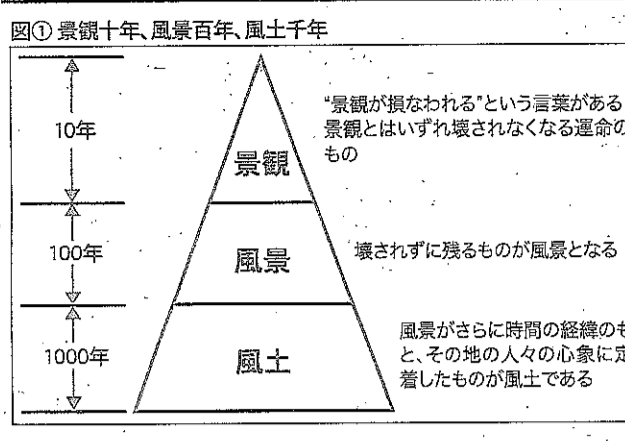 図① 景観十年、風景百年、風土千年
10年
景観
“景観が損なわれる”という言葉がある
景観とはいずれ壊されなくなる運命の
もの
100年
風景
壊されずに残るものが風景となる
1000年
風土
風景がさらに時間の経緯のも
と、その地の人々の心象に定
着したものが風土である